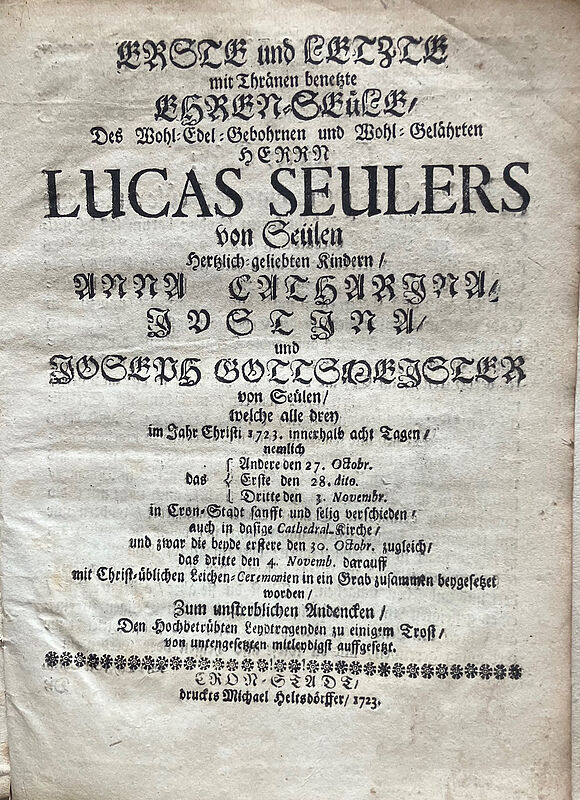 ERSTE und LETZTE
mit Thränen benetzte
EHREN-SEüLE/
Des Wohl-Edel-Gebohrnen und Wohl-Gelährten
HERRN
LUCAS SEULERS
von Seülen
Hertzlich-geliebten Kindern/
ANNA CATHARJNA/
JVSTJNA/
und
JOSEPH GOTTSMEJSTER
von Seülen/
welche alle drey
im Jahr Christi 1723. innerhalb acht Tagen/
nemlich
das { Andere den 27. Octobr.
Erste den 28. dito.
Dritte den 3. Novembr.
in Cron-Stadt sanfft und selig verschieden/
auch in dasige Cathedral-Kirche/
und zwar die beyde erstere den 30. Octobr. zugleich/
das dritte den 4. Novemb. darauff
mit Christ-üblichen Leichen-Ceremonien in ein Grab zusammen beygesetzet
worden/
Zum unsterblichen Andencken/
Den Hochbetrübten Leydtragenden zu einigem Trost/
von untengesetzten mitleydigst auffgesetzt.
CRON-STADT/
druckts Michael Heltsdörffer/ 1723.